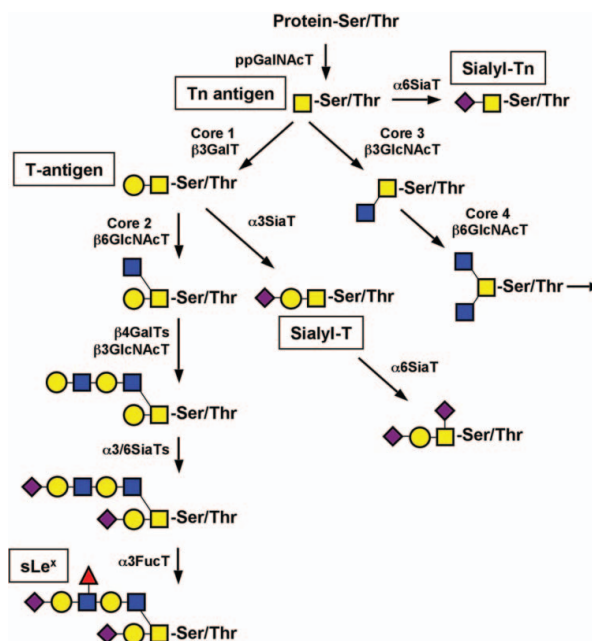 Protein-Ser/Thr
ppGalNAcT
Tn antigen
-Ser/Thr
α6SiaT
Sialyl-Tn
-Ser/Thr
Core 1
β3GalT
Core 3
β3GlcNAcT
T-antigen
-Ser/Thr
-Ser/Thr
Core 2
β6GlcNAcT
α3SiaT
Core 4
β6GlcNAcT
-Ser/Thr
-Ser/Thr
-Ser/Thr
Sialyl-T
β4GalTs
β3GlcNAcT
α6SiaT
-Ser/Thr
-Ser/Thr
α3/6SiaTs
-Ser/Thr
sLeˣ
α3FucT
-Ser/Thr